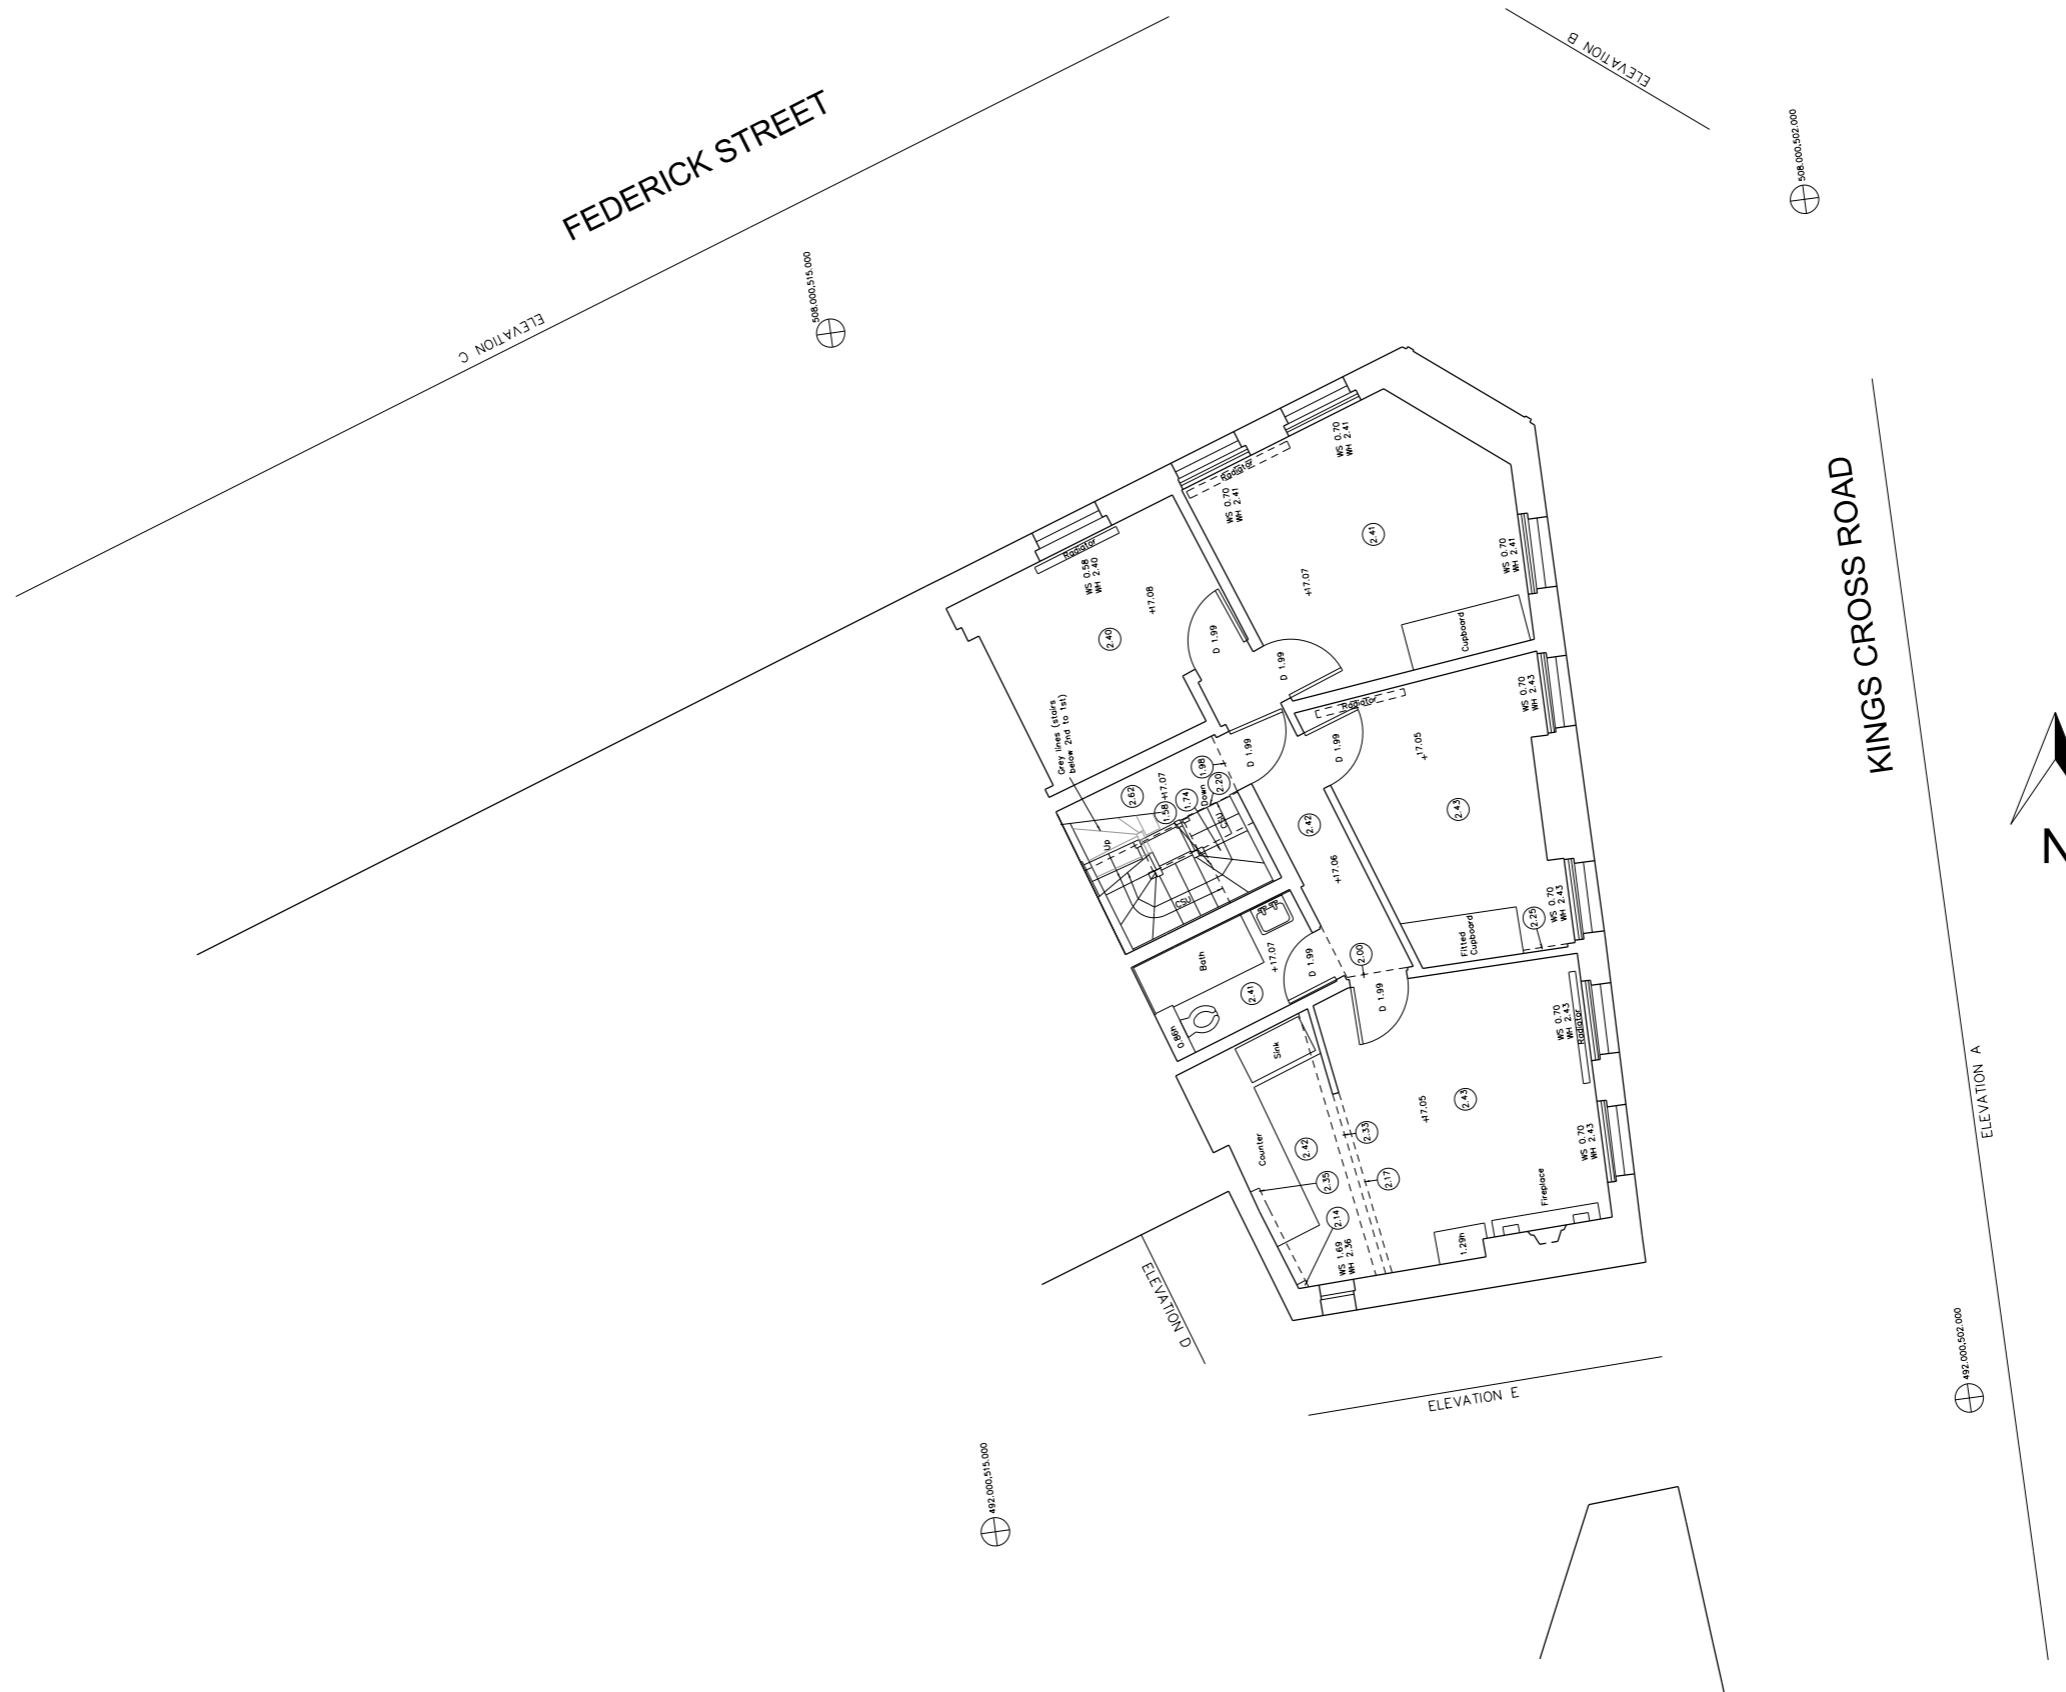 FEDERICK STREET
ELEVATION B
508.000,502.000
508.000,515.000
ELEVATION C
KINGS CROSS ROAD
WS 0.70
WH 2.41
Radiator
WS 0.70
WH 2.41
2.41
WS 0.70
WH 2.41
Radiator
WS 0.58
WH 2.40
+17.08
+17.07
2.40
D 1.99
D 1.99
Cupboard
WS 0.70
WH 2.43
Radiator
Grey lines (stairs
below 2nd to 1st)
D 1.99
D 1.99
+17.05
2.62
+17.07
1.98
2.20
1.58
1.74
Down
CSU
2.43
2.42
Up
+17.06
CSU
WS 0.70
WH 2.43
2.25
Fitted
Cupboard
Bath
+17.07
D 1.99
2.00
2.41
D 1.99
0.86h
WS 0.70
WH 2.43
Radiator
Sink
+17.05
2.43
Counter
2.42
2.33
2.35
2.17
WS 0.70
WH 2.43
2.14
Fireplace
WS 1.69
WH 2.36
1.29h
ELEVATION A
N
ELEVATION D
ELEVATION E
492.000,502.000
492.000,515.000